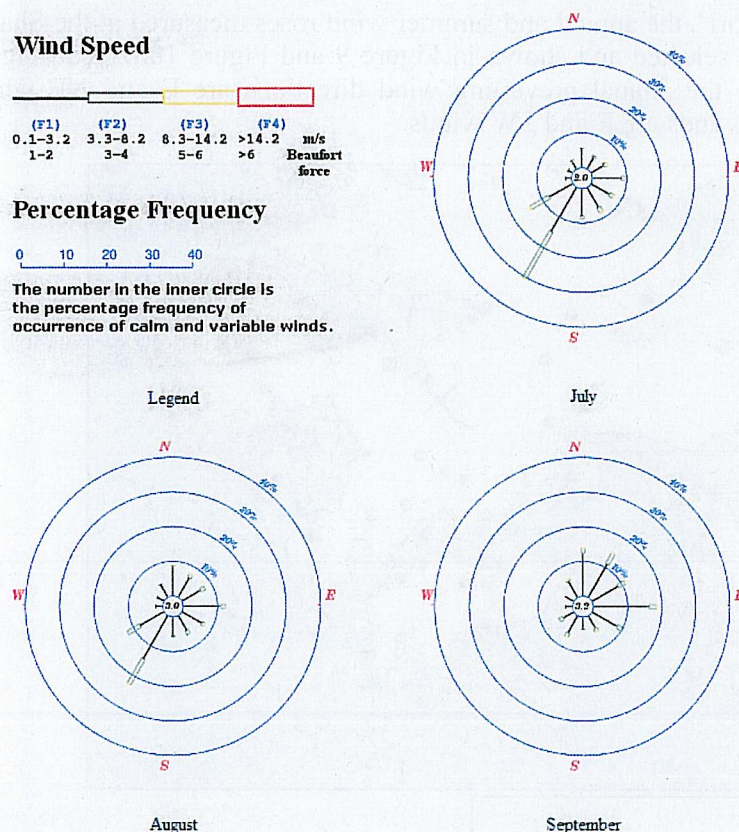 Wind Speed
(F1) (F2) (F3) (F4)
0.1-3.2 3.3-8.2 8.3-14.2 >14.2 m/s
1-2 3-4 5-6 >6 Beaufort
force
Percentage Frequency
0 10 20 30 40
The number in the inner circle is
the percentage frequency of
occurrence of calm and variable winds.
Legend
N
40%
30%
20%
10%
W
E
S
July
N
40%
30%
20%
10%
W 3.0 E
S
August
N
40%
30%
20%
10%
W 3.2
S
September